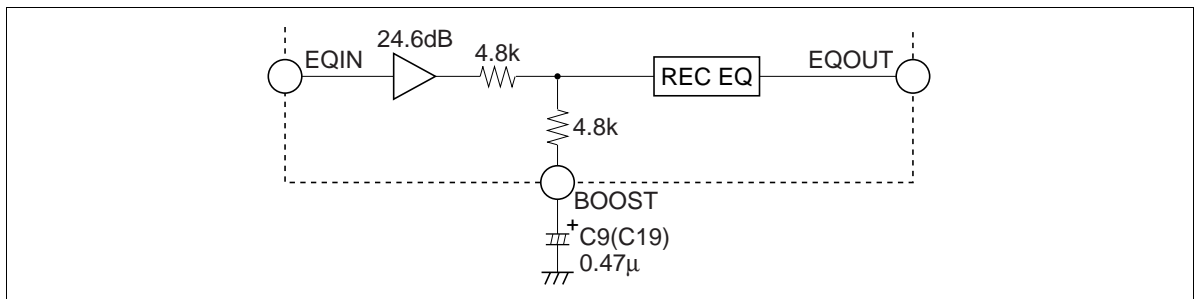 24.6dB
EQIN
4.8k
REC EQ
EQOUT
4.8k
BOOST
+
C9(C19)
0.47μ